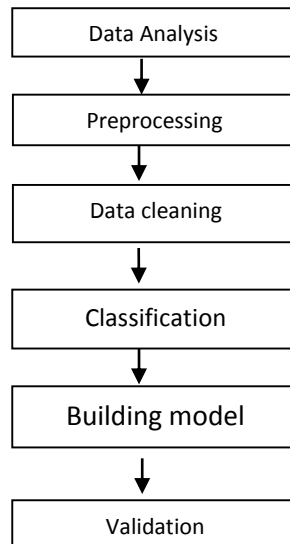 Data Analysis
Preprocessing
Data cleaning
Classification
Building model
Validation